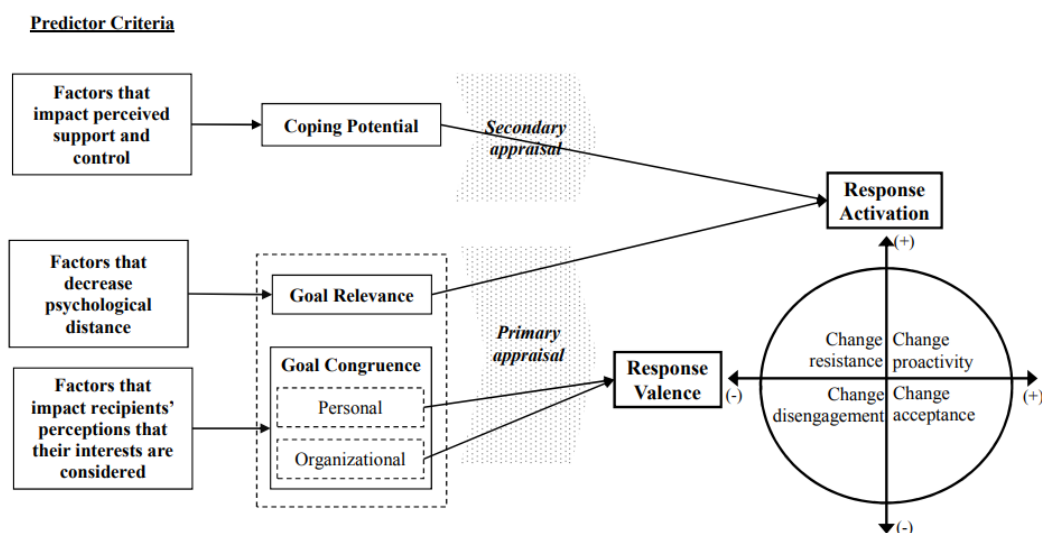 Predictor Criteria
Factors that
impact perceived
support and
control
Coping Potential
Secondary
appraisal
Response
Activation
(+)
Factors that
decrease
psychological
distance
Goal Relevance
Primary
appraisal
Goal Congruence
Personal
Organizational
Factors that
impact recipients’
perceptions that
their interests are
considered
Response
Valence
(-)
Change
resistance
Change
proactivity
Change
disengagement
Change
acceptance
(+)
(-)